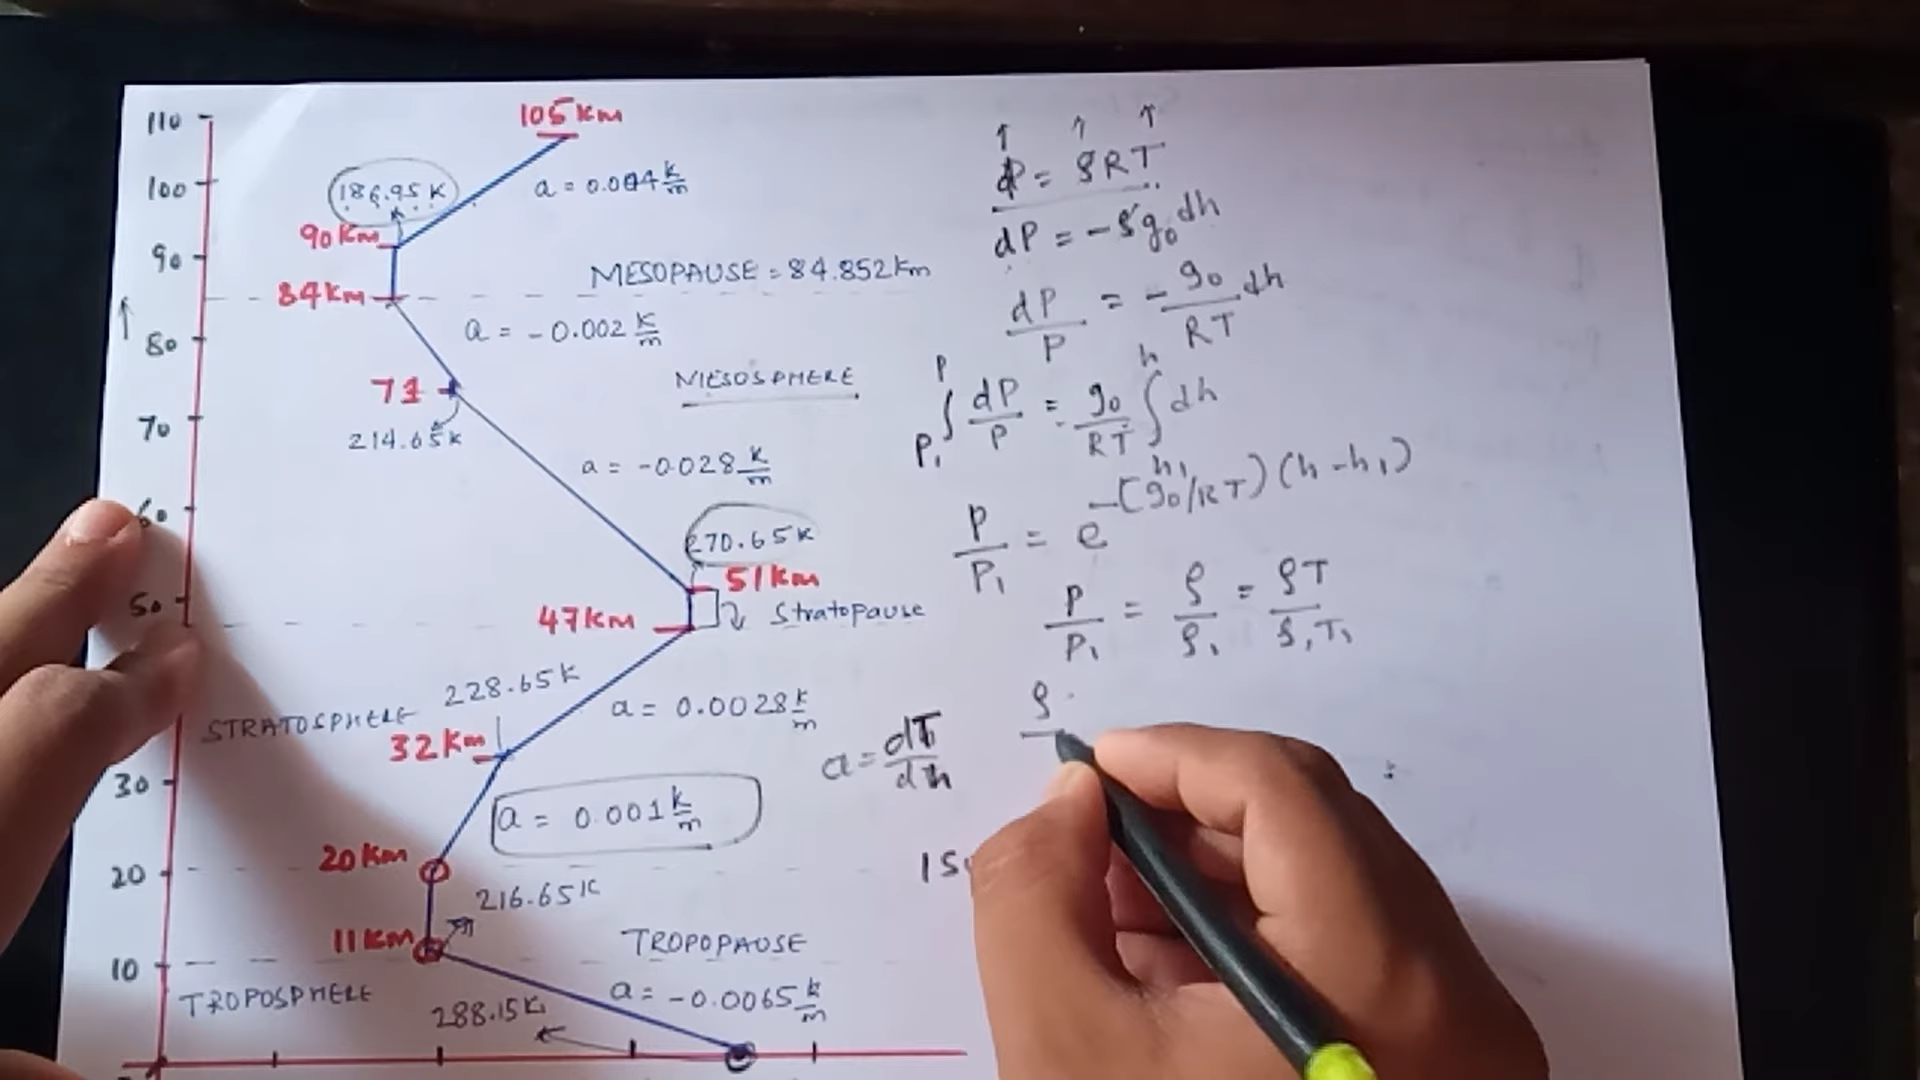 110
105 Km
100
186.95 K
a = 0.004 K/m
90 Km
90
MESOPAUSE = 84.852 Km
84 Km
a = -0.002 K/m
80
71
MESOSPHERE
70
214.65 K
a = -0.028 K/m
60
270.65 K
51 Km
50
47 Km
Stratopause
228.65 K
STRATOSPHERE
a = 0.0028 K/m
32 Km
30
a = 0.001 K/m
20 Km
20
216.65 K
11 Km
TROPOPAUSE
10
TROPOSPHERE
a = -0.0065 K/m
288.15 K
P = ρRT
dP = -ρg₀dh
dP/P = -g₀/RT dh
∫ dP/P = g₀/RT ∫ dh
P
P₁
h
h₁
P/P₁ = e^-[g₀/RT)(h-h₁)
P/P₁ = ρ/ρ₁ = ρT/ρ₁T₁
ρ
a = dT/dh